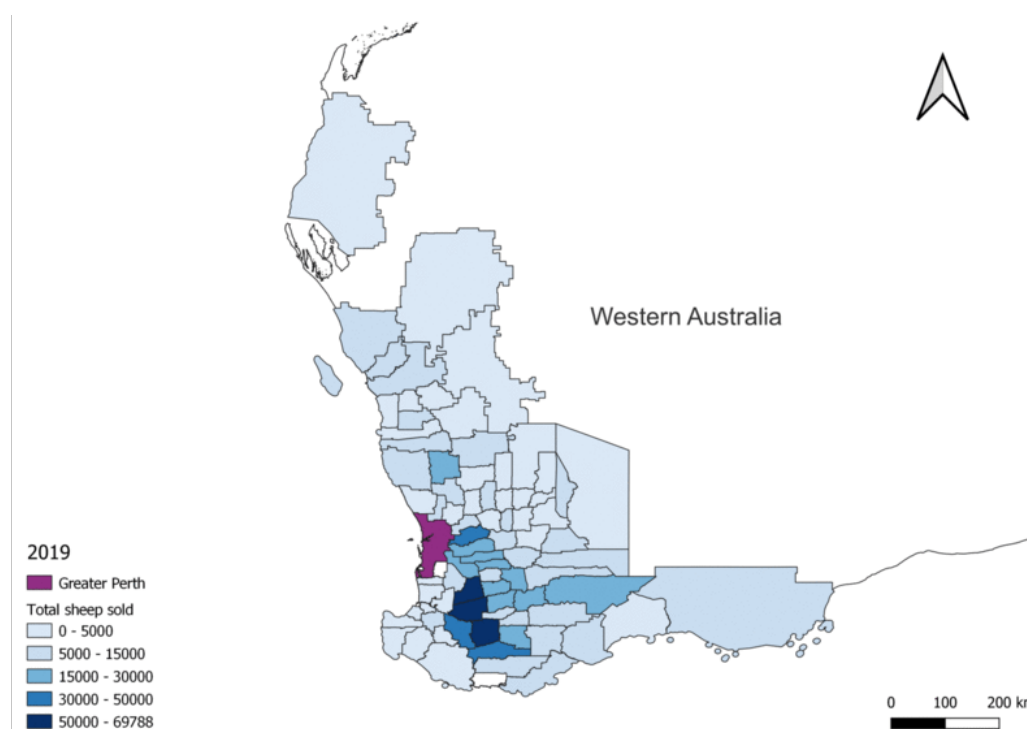 Western Australia
2019
Greater Perth
Total sheep sold
0 - 5000
5000 - 15000
15000 - 30000
30000 - 50000
50000 - 69788
0 100 200 km